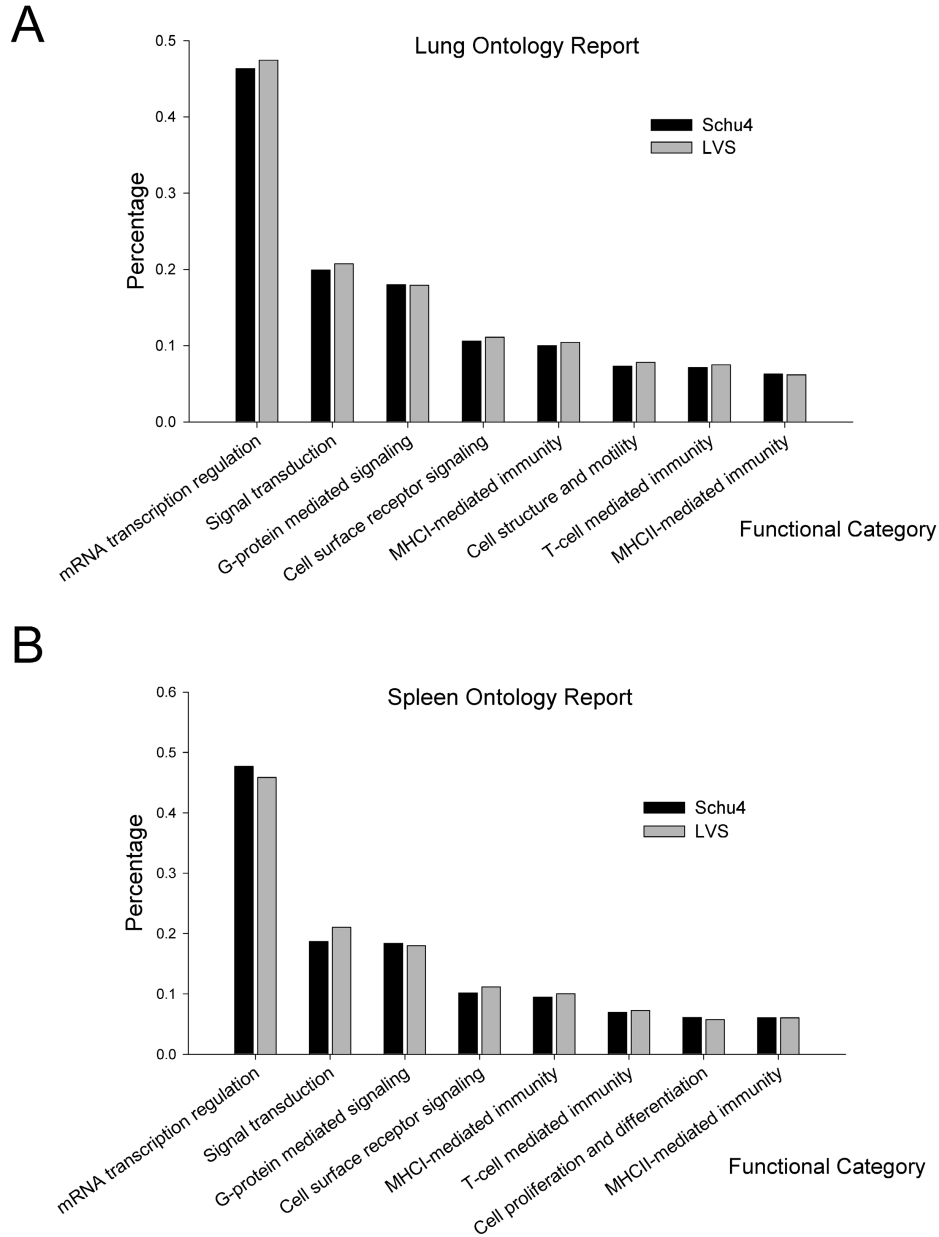 A
Lung Ontology Report
0.5
0.4
0.3
0.2
0.1
0.0
Percentage
Schu4
LVS
mRNA transcription regulation
Signal transduction
G-protein mediated signaling
Cell surface receptor signaling
MHCI-mediated immunity
Cell structure and motility
T-cell mediated immunity
MHCII-mediated immunity
Functional Category
B
Spleen Ontology Report
0.6
0.5
0.4
0.3
0.2
0.1
0.0
Percentage
Schu4
LVS
mRNA transcription regulation
Signal transduction
G-protein mediated signaling
Cell surface receptor signaling
MHCI-mediated immunity
T-cell mediated immunity
Cell proliferation and differentiation
MHCII-mediated immunity
Functional Category